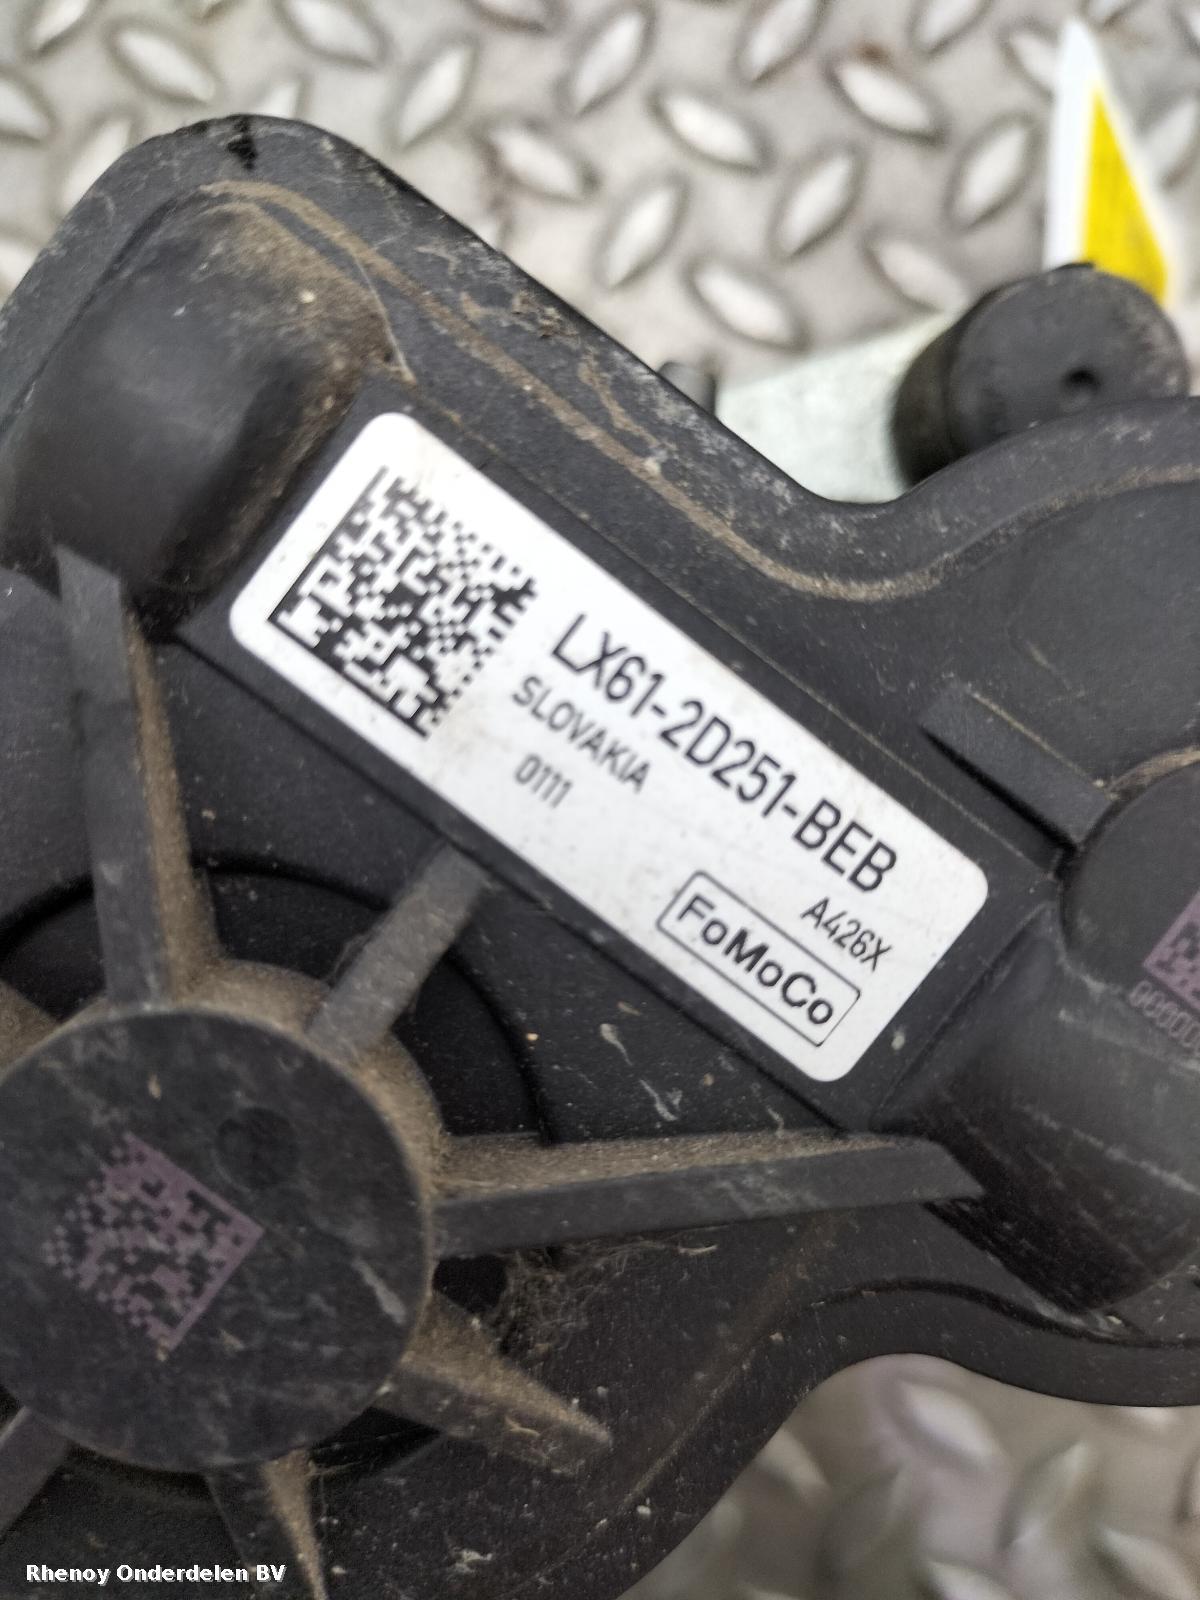 LX61-2D251-BEB
SLOVAKIA
A426X
0111
FoMoCo
Rhenoy Onderdelen BV